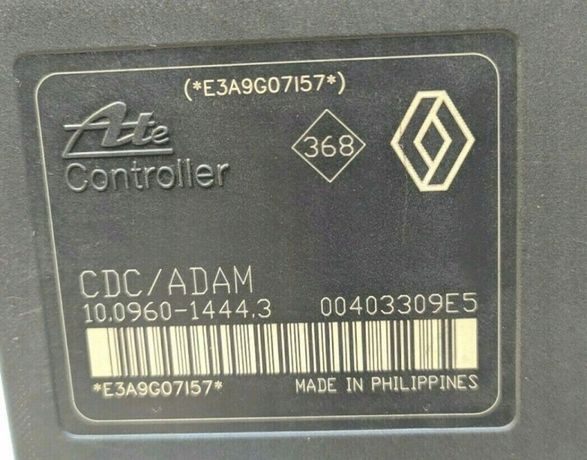 (*E3A9G07157*)
Ate
Controller
368
CDC/ADAM
10.0960-1444.3 00403309E5
*E3A9G07157*
MADE IN PHILIPPINES